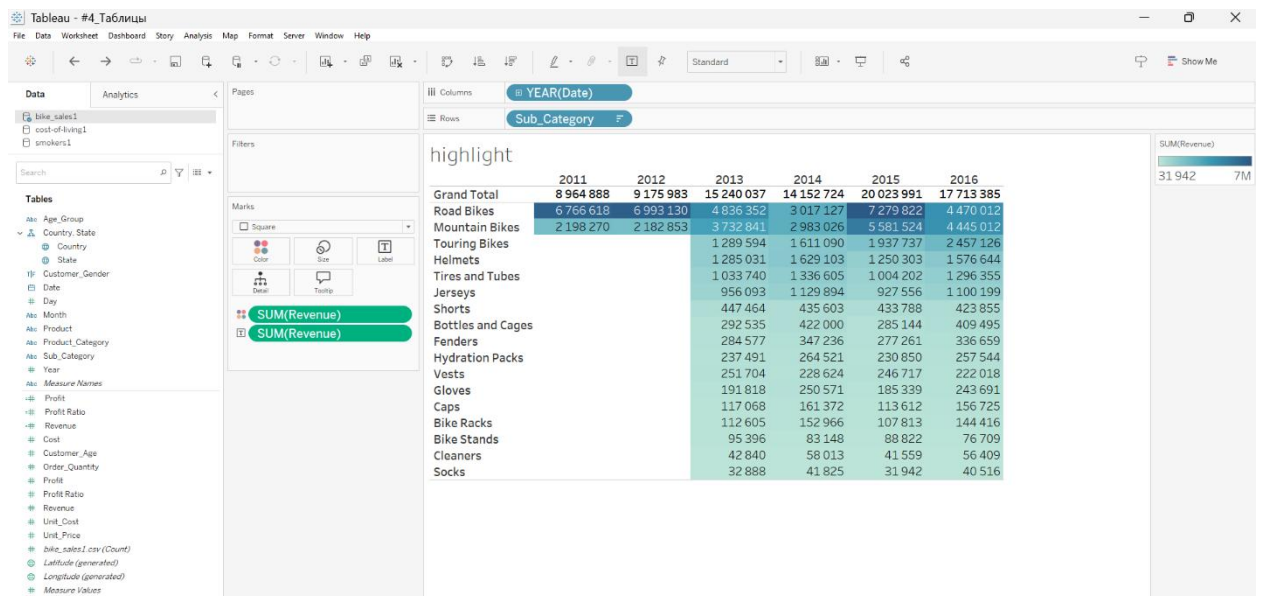 Tableau - #4_Таблицы
File Data Worksheet Dashboard Story Analysis Map Format Server Window Help
Standard
Show Me
Data Analytics
bike_sales1
cost-of-living1
smokers1
Search
Tables
Abc Age_Group
Country, State
Country
State
Customer_Gender
Date
# Day
Abc Month
Abc Product
Abc Product_Category
Abc Sub_Category
# Year
Abc Measure Names
Profit
Profit Ratio
Revenue
# Cost
# Customer_Age
# Order_Quantity
# Profit
# Profit Ratio
# Revenue
# Unit_Cost
# Unit_Price
# bike_sales1.csv (Count)
Latitude (generated)
Longitude (generated)
# Measure Values
Pages
Filters
Marks
Square
Color Size Label
Detail Tooltip
SUM(Revenue)
SUM(Revenue)
Columns YEAR(Date)
Rows Sub_Category
highlight
2011 2012 2013 2014 2015 2016
Grand Total 8 964 888 9 175 983 15 240 037 14 152 724 20 023 991 17 713 385
Road Bikes 6 766 618 6 993 130 4 836 352 3 017 127 7 279 822 4 470 012
Mountain Bikes 2 198 270 2 182 853 3 732 841 2 983 026 5 581 524 4 445 012
Touring Bikes 1 289 594 1 611 090 1 937 737 2 457 126
Helmets 1 285 031 1 629 103 1 250 303 1 576 644
Tires and Tubes 1 033 740 1 336 605 1 004 202 1 296 355
Jerseys 956 093 1 129 894 927 556 1 100 199
Shorts 447 464 435 603 433 788 423 855
Bottles and Cages 292 535 422 000 285 144 409 495
Fenders 284 577 347 236 277 261 336 659
Hydration Packs 237 491 264 521 230 850 257 544
Vests 251 704 228 624 246 717 222 018
Gloves 191 818 250 571 185 339 243 691
Caps 117 068 161 372 113 612 156 725
Bike Racks 112 605 152 966 107 813 144 416
Bike Stands 95 396 83 148 88 822 76 709
Cleaners 42 840 58 013 41 559 56 409
Socks 32 888 41 825 31 942 40 516
SUM(Revenue)
31 942 7M